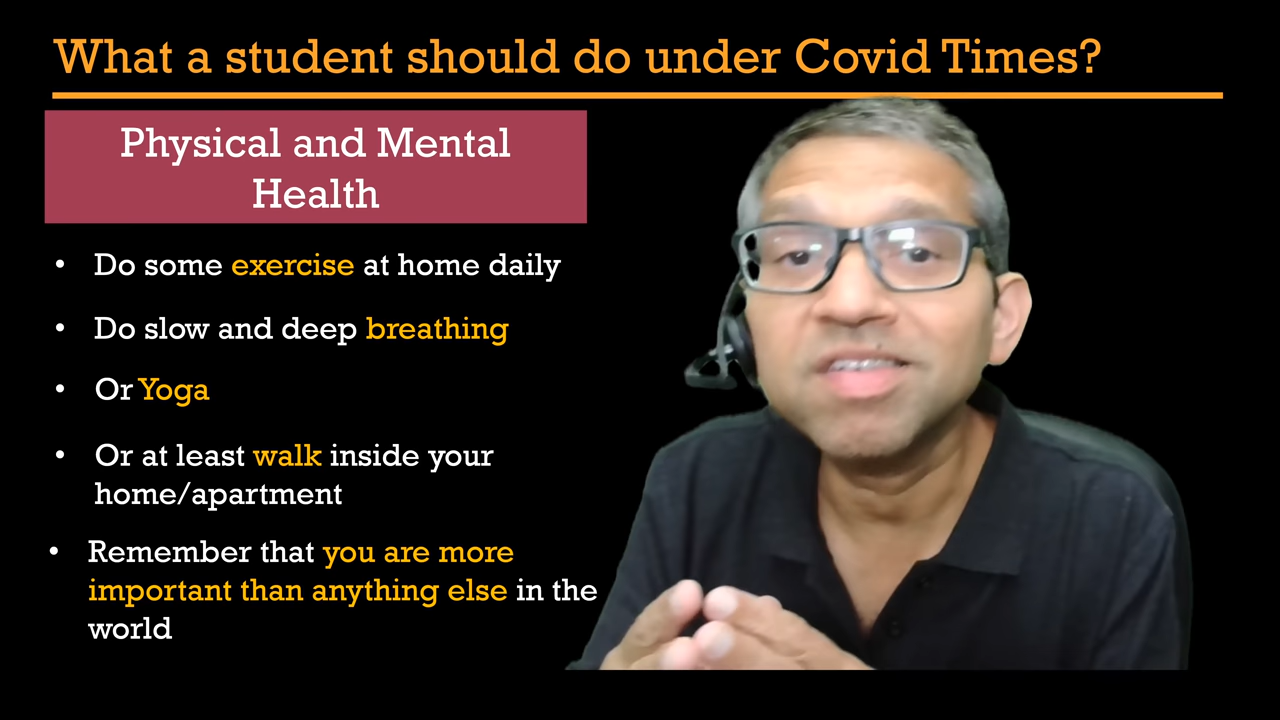 What a student should do under Covid Times?
Physical and Mental
Health
• Do some exercise at home daily
• Do slow and deep breathing
• Or Yoga
• Or at least walk inside your
home/apartment
• Remember that you are more
important than anything else in the
world